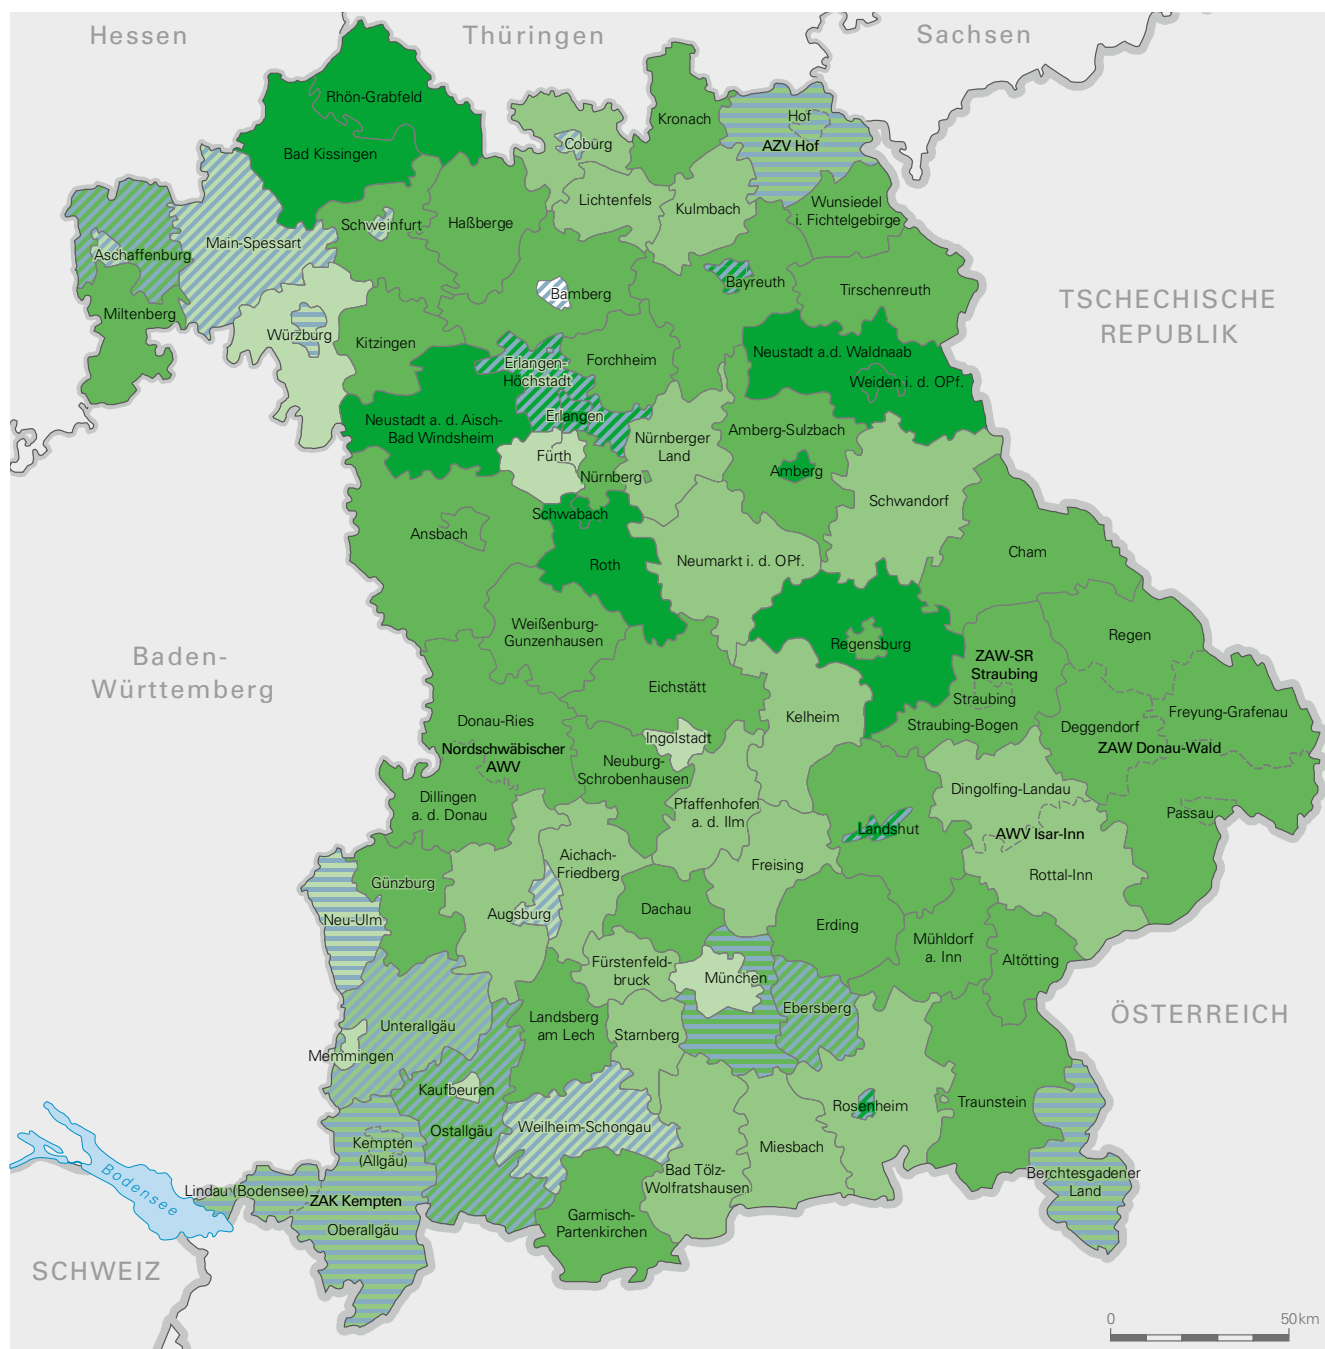 Hessen
Thüringen
Sachsen
Rhön-Grabfeld
Kronach
Hof
Coburg
AZV Hof
Bad Kissingen
Lichtenfels
Kulmbach
Wunsiedel
i. Fichtelgebirge
Schweinfurt
Haßberge
Main-Spessart
Aschaffenburg
Bayreuth
Tirschenreuth
Bamberg
TSCHECHISCHE
REPUBLIK
Miltenberg
Würzburg
Kitzingen
Erlangen-
Höchstadt
Forchheim
Neustadt a.d. Waldnaab
Weiden i. d. OPf.
Erlangen
Neustadt a. d. Aisch-
Bad Windsheim
Nürnberger
Land
Amberg-Sulzbach
Fürth
Nürnberg
Amberg
Schwandorf
Schwabach
Ansbach
Roth
Neumarkt i. d. OPf.
Cham
Weißenburg-
Gunzenhausen
Regensburg
Regen
Baden-
Württemberg
ZAW-SR
Straubing
Straubing
Eichstätt
Kelheim
Straubing-Bogen
Deggendorf
Freyung-Grafenau
ZAW Donau-Wald
Donau-Ries
Nordschwäbischer
AWV
Ingolstadt
Neuburg-
Schrobenhausen
Dingolfing-Landau
Dillingen
a. d. Donau
Pfaffenhofen
a. d. Ilm
Landshut
AWV Isar-Inn
Passau
Aichach-
Friedberg
Freising
Rottal-Inn
Günzburg
Neu-Ulm
Augsburg
Dachau
Erding
Mühldorf
a. Inn
Altötting
Fürstenfeld-
bruck
München
Ebersberg
ÖSTERREICH
Unterallgäu
Landsberg
am Lech
Starnberg
Memmingen
Kaufbeuren
Rosenheim
Traunstein
Ostallgäu
Weilheim-Schongau
Miesbach
Kempten
(Allgäu)
Bad Tölz-
Wolfratshausen
Berchtesgadener
Land
Bodensee
Lindau (Bodensee)
ZAK Kempten
Oberallgäu
Garmisch-
Partenkirchen
SCHWEIZ
0 50 km